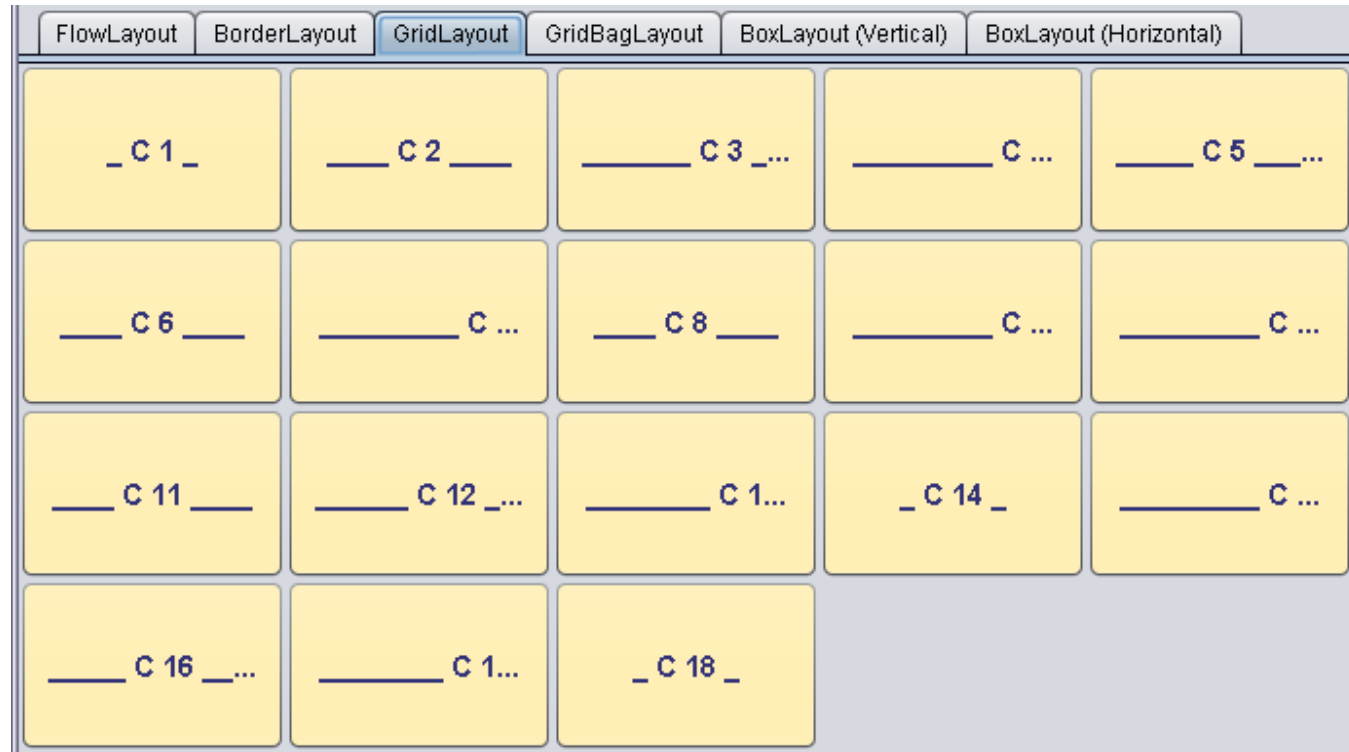 FlowLayout BorderLayout GridLayout GridBagLayout BoxLayout (Vertical) BoxLayout (Horizontal)
_ C 1 _ ____ C 2 ____ _______ C 3 _... _________ C ... _____ C 5 ___...
____ C 6 ____ _________ C ... ____ C 8 ____ _________ C ... _________ C ...
____ C 11 ____ ______ C 12 _... ________ C 1... _ C 14 _ _________ C ...
_____ C 16 __... ________ C 1... _ C 18 _